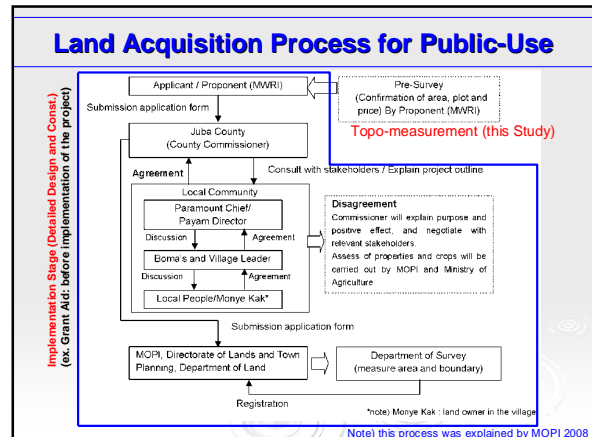 Land Acquisition Process for Public-Use
Implementation Stage (Detailed Design and Const.)
(ex. Grant Aid: before implementation of the project)
Applicant / Proponent (MWRI)
Pre-Survey
(Confirmation of area, plot and
price) By Proponent (MWRI)
Submission application form
Topo-measurement (this Study)
Juba County
(County Commissioner)
Agreement
Consult with stakeholders / Explain project outline
Local Community
Paramount Chief/
Payam Director
Discussion
Agreement
Boma's and Village Leader
Discussion
Agreement
Local People/Monye Kak*
Disagreement
Commissioner will explain purpose and
positive effect, and negotiate with
relevant stakeholders.
Assess of properties and crops will be
carried out by MOPI and Ministry of
Agriculture
Submission application form
MOPI, Directorate of Lands and Town
Planning, Department of Land
Department of Survey
(measure area and boundary)
Registration
*note) Monye Kak : land owner in the village
Note) this process was explained by MOPI 2008